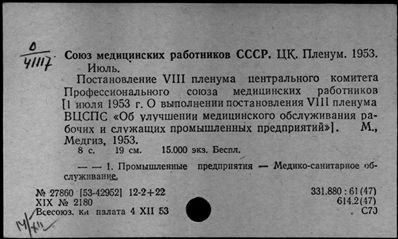 0
41117
Союз медицинских работников СССР. ЦК. Пленум. 1953.
Июль.
Постановление VIII пленума центрального комитета
Профессионального союза медицинских работников
[1 июля 1953 г. О выполнении постановления VIII пленума
ВЦСПС «Об улучшении медицинского обслуживания ра-
бочих и служащих промышленных предприятий»]. М.,
Медгиз, 1953.
8 с. 19 см. 15.000 экз. Беспл.
— — 1. Промышленные предприятия — Медико-санитарное об-
служивание.
№ 27860 [53-42952] 12-2+22 331.880 : 61(47)
XIX № 2180 614.2(47)
Всесоюз. кн палата 4 XII 53 С73